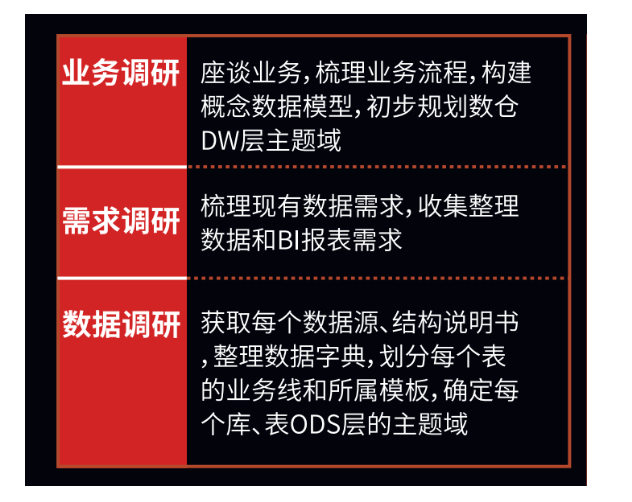 业务调研
座谈业务，梳理业务流程，构建
概念数据模型，初步规划数仓
DW层主题域
需求调研
梳理现有数据需求，收集整理
数据和BI报表需求
数据调研
获取每个数据源、结构说明书
，整理数据字典，划分每个表
的业务线和所属模板，确定每
个库、表ODS层的主题域